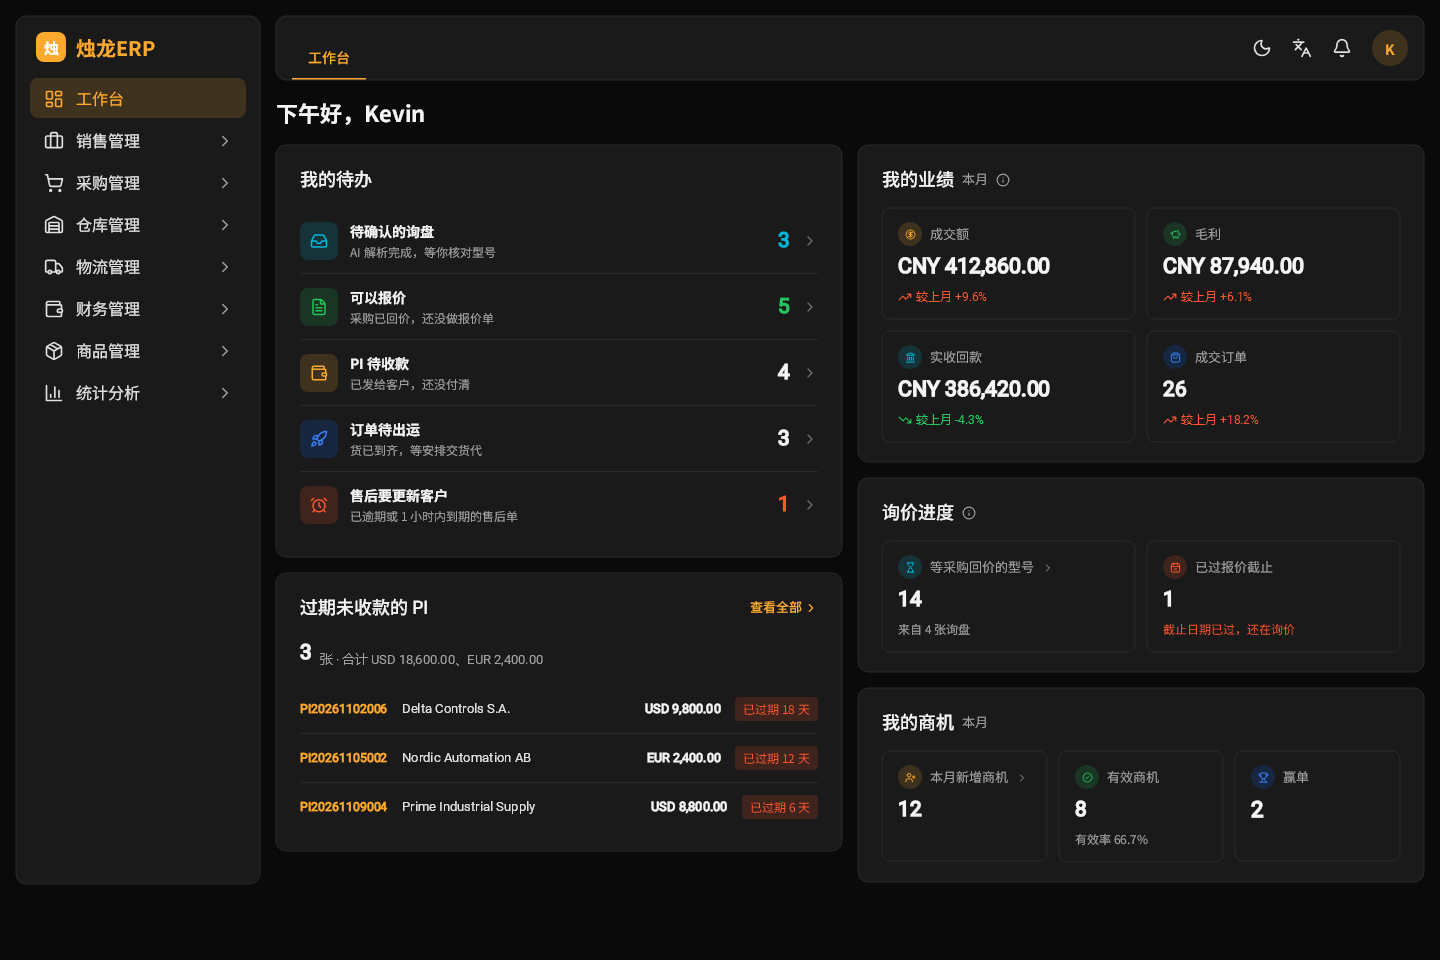 烛 烛龙ERP
工作台
销售管理
采购管理
仓库管理
物流管理
财务管理
商品管理
统计分析
工作台
K
下午好，Kevin
我的待办
待确认的询盘
AI 解析完成，等你核对型号
3
可以报价
采购已回价，还没做报价单
5
PI 待收款
已发给客户，还没付清
4
订单待出运
货已到齐，等安排交货代
3
售后要更新客户
已逾期或 1 小时内到期的售后单
1
过期未收款的 PI
查看全部
3 张 · 合计 USD 18,600.00、EUR 2,400.00
PI20261102006 Delta Controls S.A. USD 9,800.00 已过期 18 天
PI20261105002 Nordic Automation AB EUR 2,400.00 已过期 12 天
PI20261109004 Prime Industrial Supply USD 8,800.00 已过期 6 天
我的业绩 本月
成交额
CNY 412,860.00
较上月 +9.6%
毛利
CNY 87,940.00
较上月 +6.1%
实收回款
CNY 386,420.00
较上月 -4.3%
成交订单
26
较上月 +18.2%
询价进度
等采购回价的型号
14
来自 4 张询盘
已过报价截止
1
截止日期已过，还在询价
我的商机 本月
本月新增商机
12
有效商机
8
有效率 66.7%
赢单
2